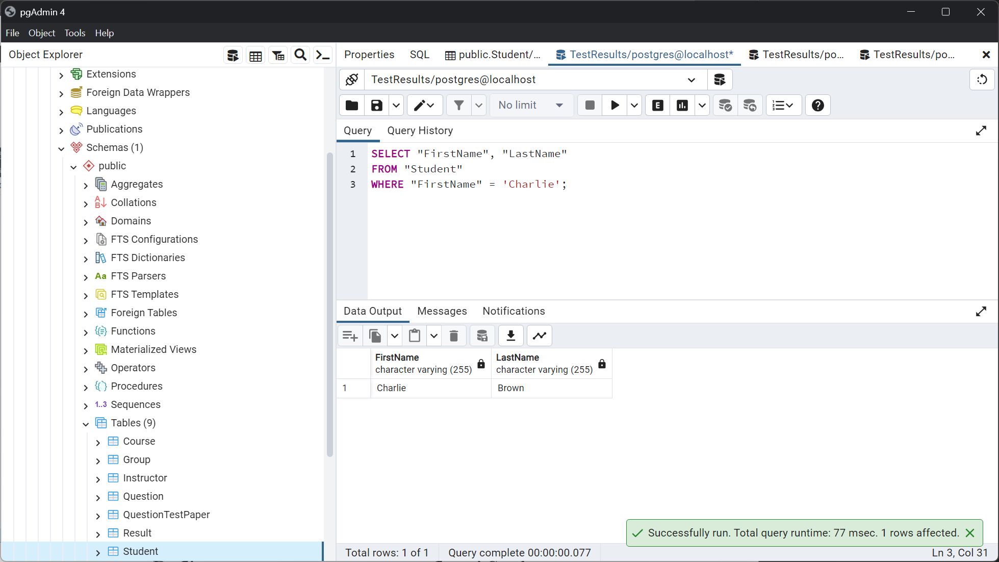 pgAdmin 4
File Object Tools Help
Object Explorer
Extensions
Foreign Data Wrappers
Languages
Publications
Schemas (1)
public
Aggregates
Collations
Domains
FTS Configurations
FTS Dictionaries
Aa FTS Parsers
FTS Templates
Foreign Tables
Functions
Materialized Views
Operators
Procedures
1..3 Sequences
Tables (9)
Course
Group
Instructor
Question
QuestionTestPaper
Result
Student
Properties SQL public.Student/... TestResults/postgres@localhost* TestResults/po... TestResults/po...
TestResults/postgres@localhost
No limit E
Query Query History
1 SELECT "FirstName", "LastName"
2 FROM "Student"
3 WHERE "FirstName" = 'Charlie';
Data Output Messages Notifications
FirstName LastName
character varying (255) character varying (255)
1 Charlie Brown
Successfully run. Total query runtime: 77 msec. 1 rows affected.
Total rows: 1 of 1 Query complete 00:00:00.077 Ln 3, Col 31